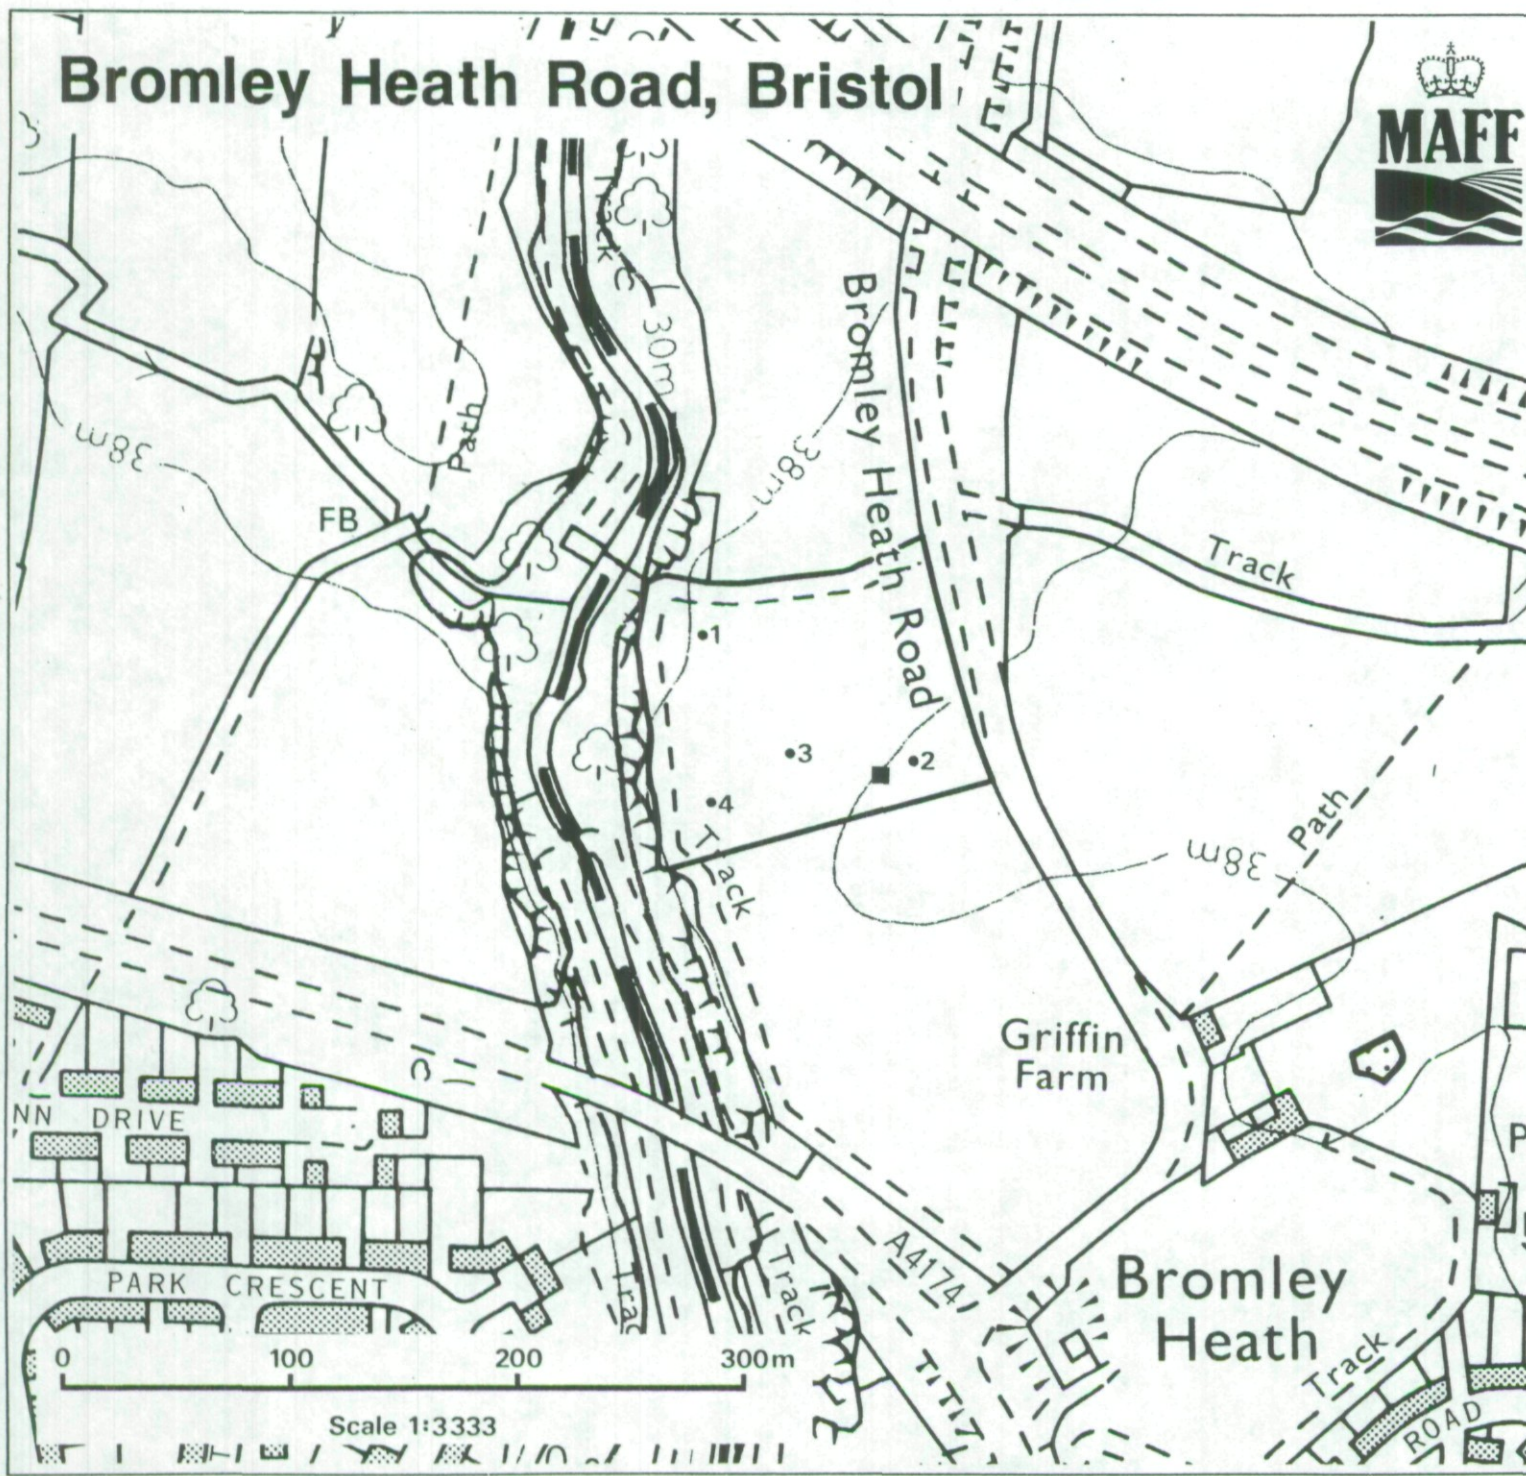 Bromley Heath Road, Bristol
MAFF
Track
30m
Bromley Heath Road
Path
38m
38m
FB
Track
1
3
2
4
Track
Path
38m
Griffin
Farm
NN DRIVE
A4174
PARK CRESCENT
Trac
Track
Bromley
Heath
P
0 100 200 300m
Track
ROAD
Scale 1:3333